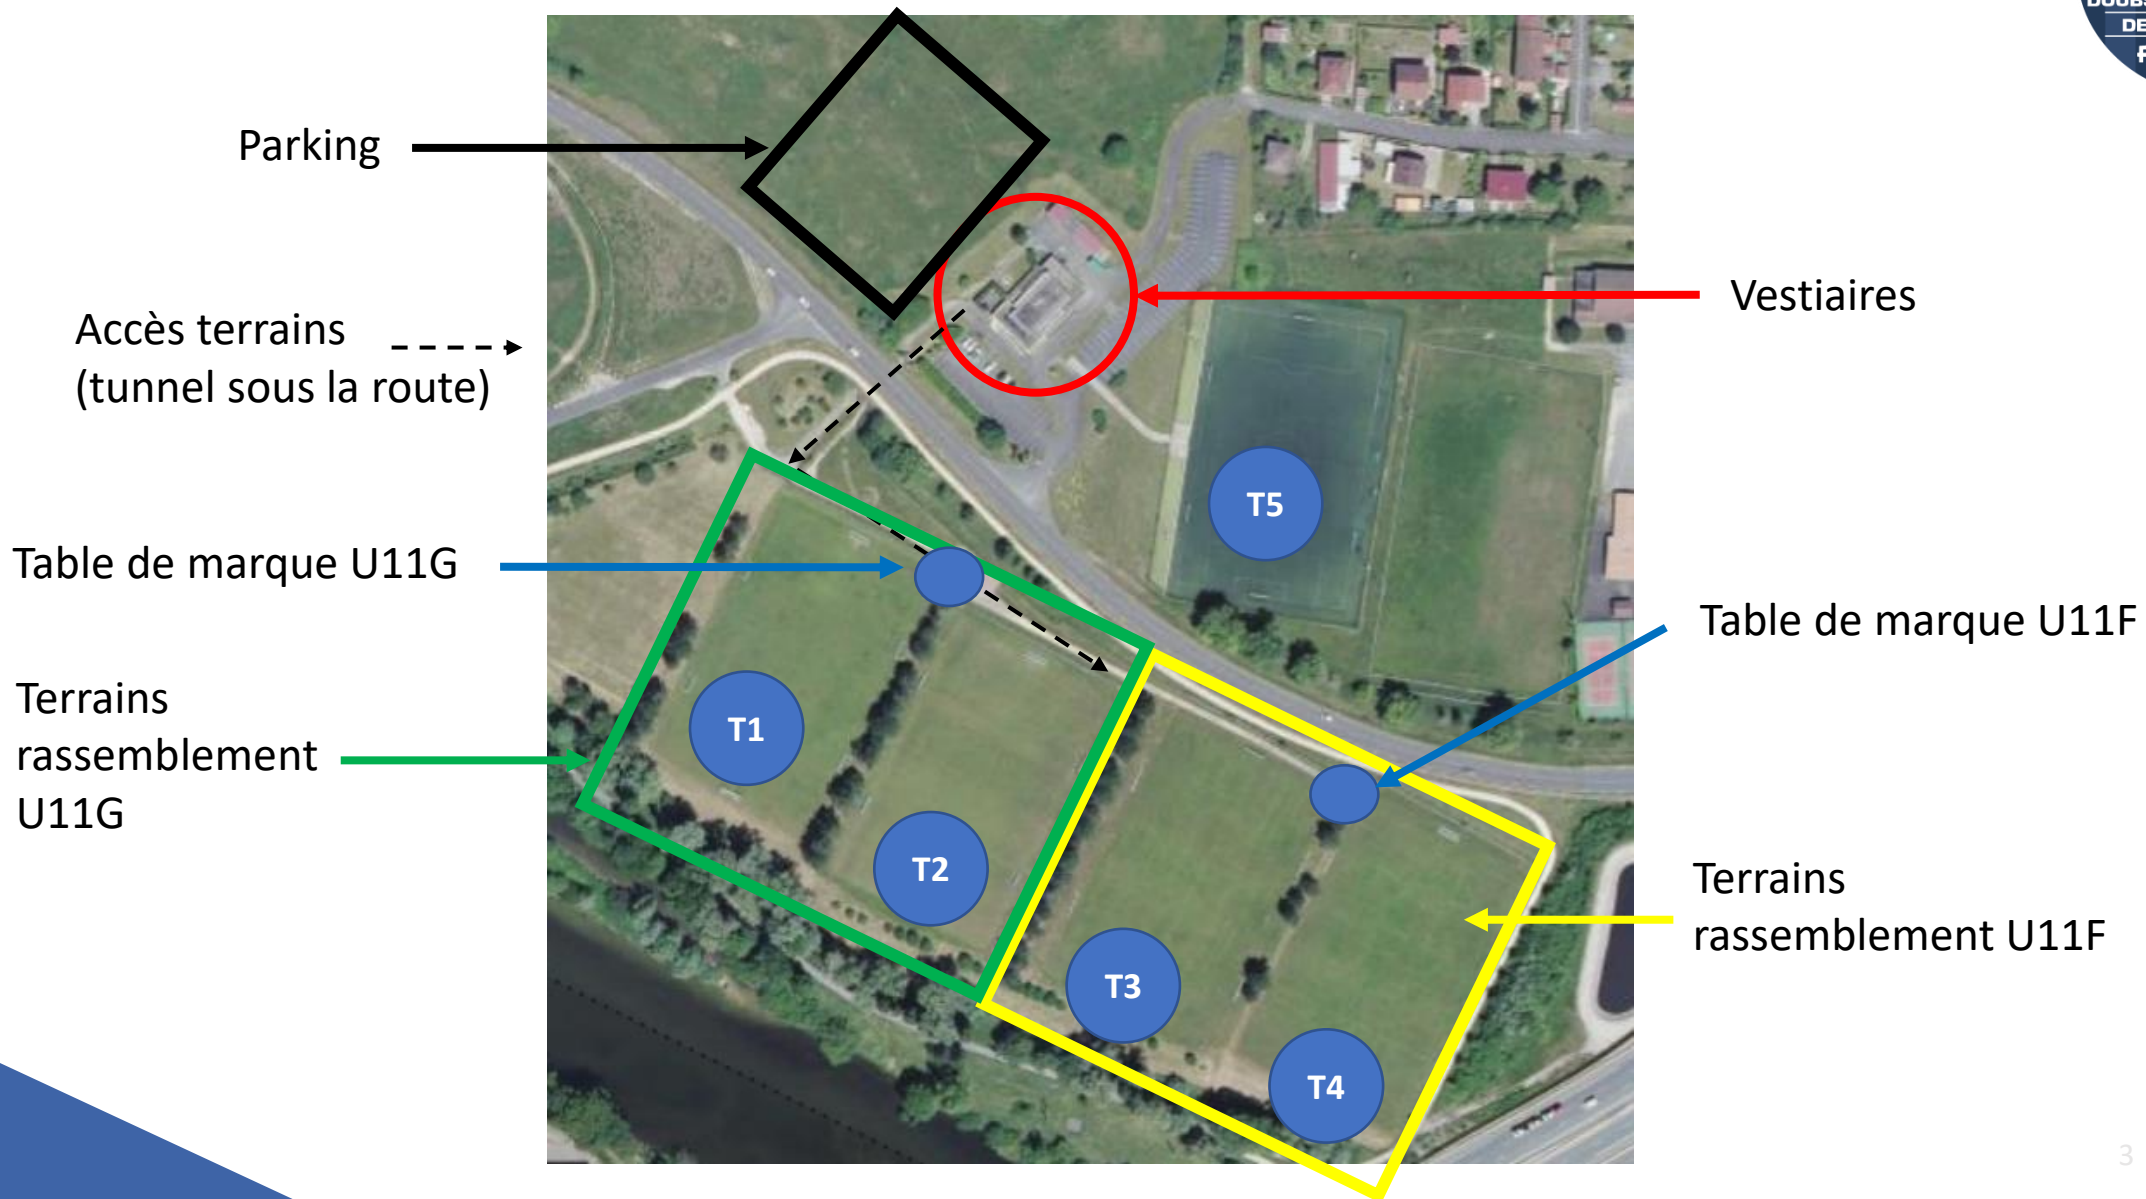 DE
Parking
Vestiaires
Accès terrains
(tunnel sous la route)
T5
Table de marque U11G
Table de marque U11F
Terrains
rassemblement
U11G
T1
T2
Terrains
rassemblement U11F
T3
T4
3